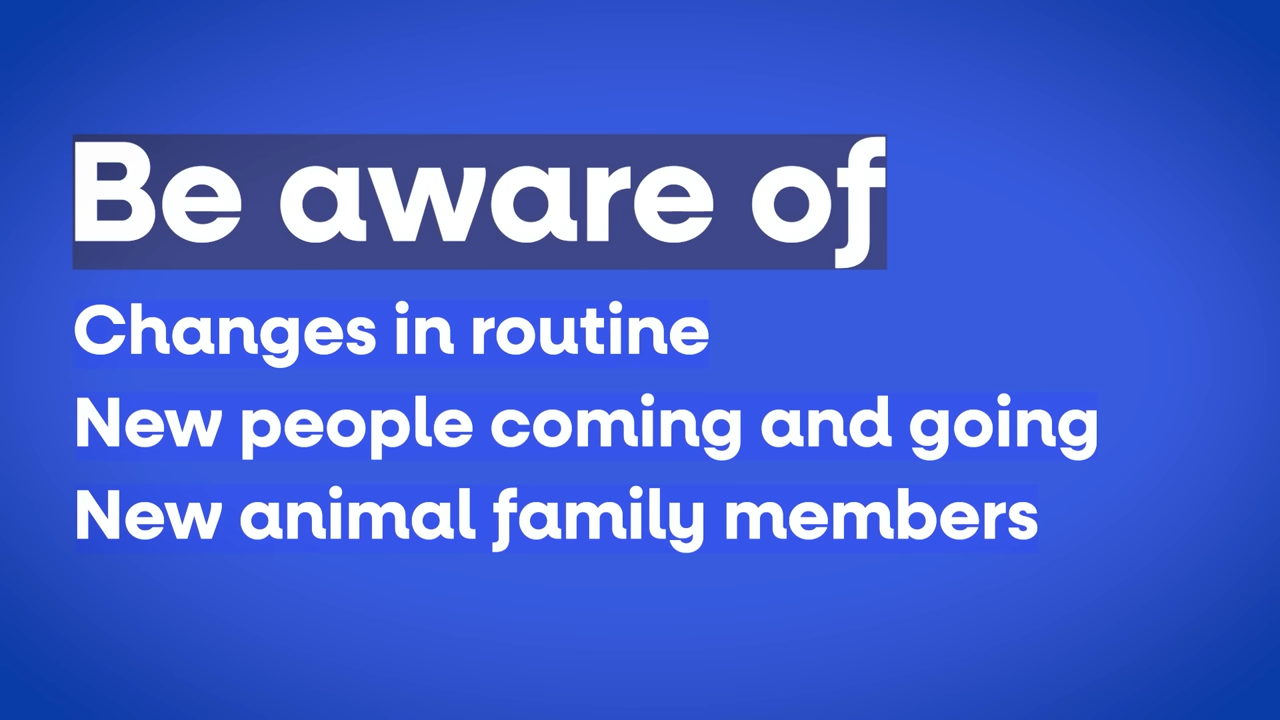 Be aware of
Changes in routine
New people coming and going
New animal family members